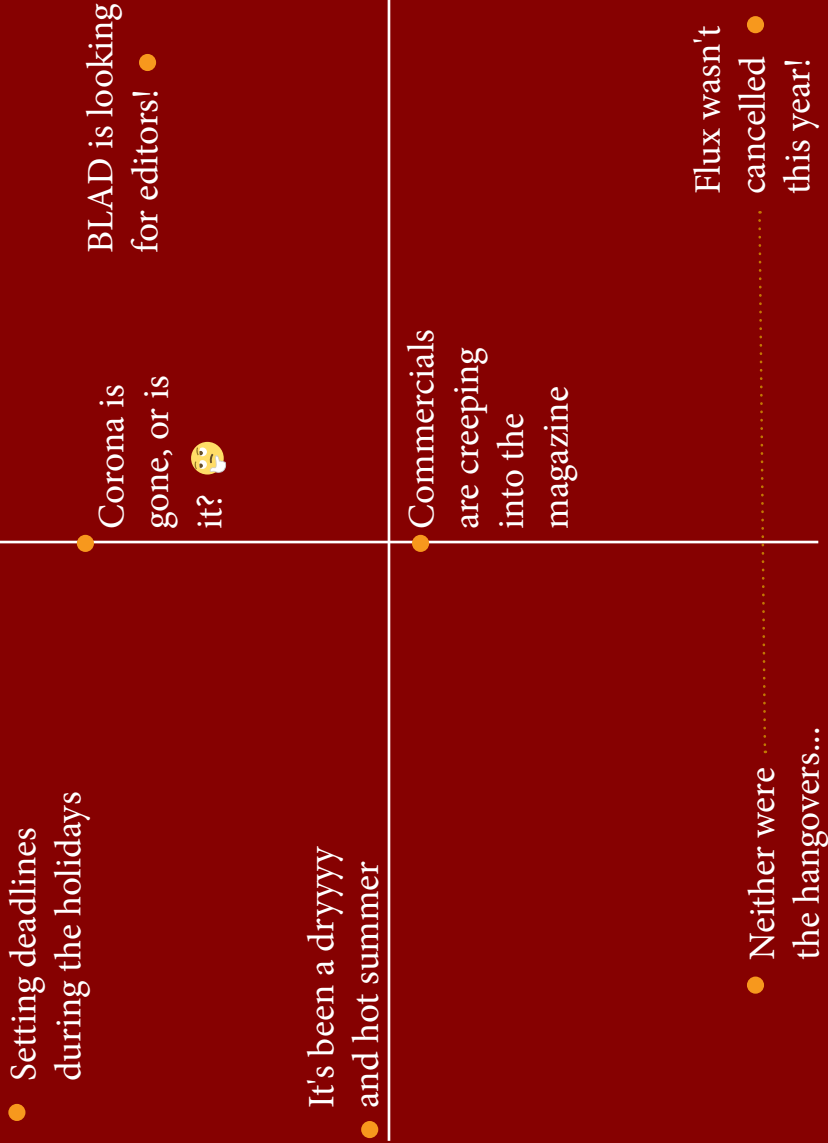 Setting deadlines
during the holidays
BLAD is looking
for editors!
Corona is
gone, or is
it? 🤔
It's been a dryyyy
and hot summer
Commercials
are creeping
into the
magazine
Flux wasn't
cancelled
this year!
Neither were
the hangovers...